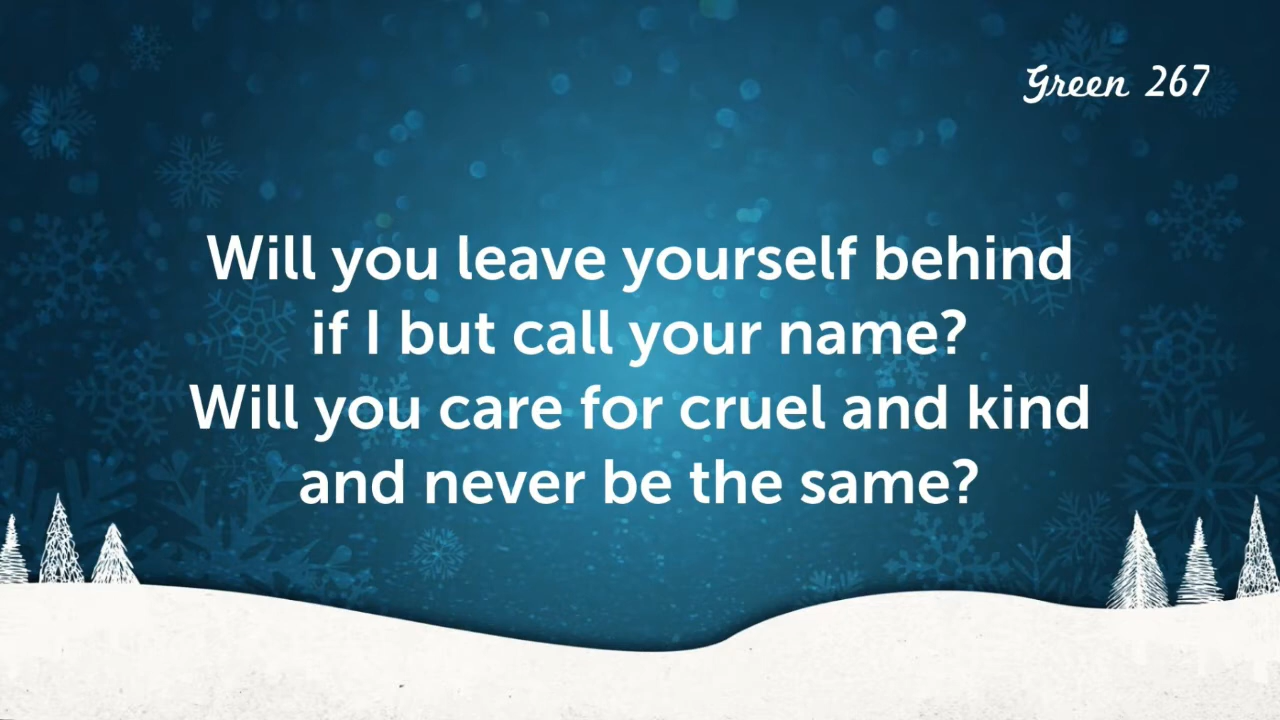 Green 267
Will you leave yourself behind
if I but call your name?
Will you care for cruel and kind
and never be the same?